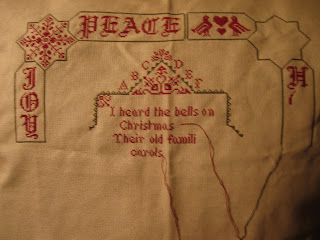 PEACE
JOY
H
A B C D E F
I heard the bells on
Christmas
Their old famili
carols